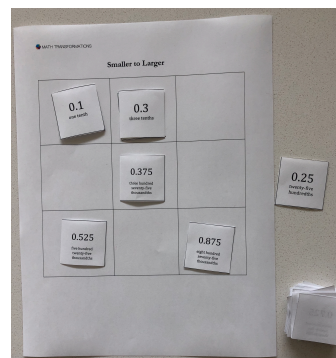 MATH TRANSFORMATIONS
Smaller to Larger
0.1
one tenth
0.3
three tenths
0.375
three hundred
seventy-five
thousandths
0.25
twenty-five
hundredths
0.525
five hundred
twenty-five
thousandths
0.875
eight hundred
seventy-five
thousandths